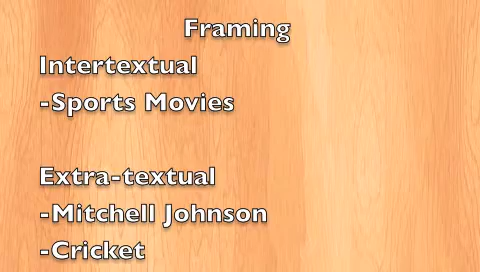 Framing
Intertextual
-Sports Movies
Extra-textual
-Mitchell Johnson
-Cricket